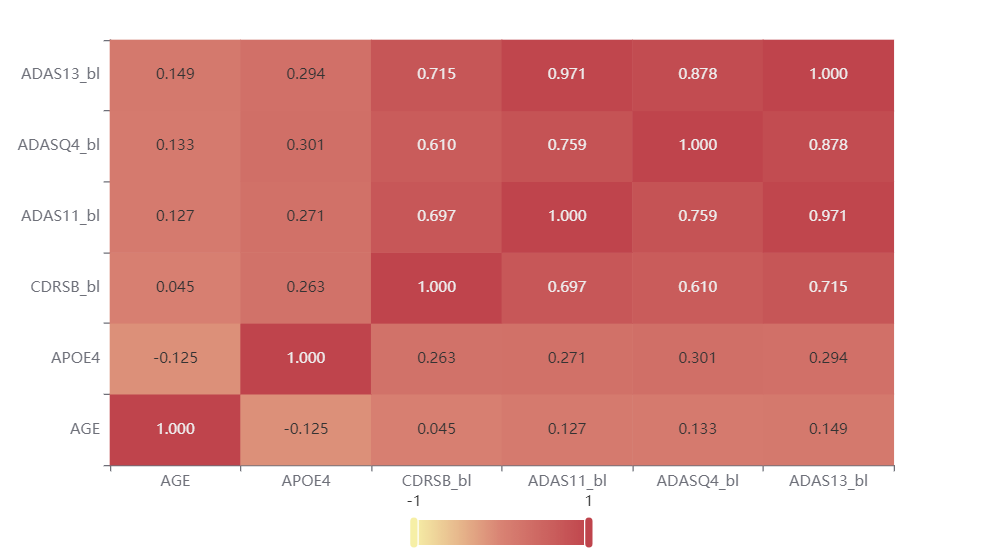 ADAS13_bl 0.149 0.294 0.715 0.971 0.878 1.000
ADASQ4_bl 0.133 0.301 0.610 0.759 1.000 0.878
ADAS11_bl 0.127 0.271 0.697 1.000 0.759 0.971
CDRSB_bl 0.045 0.263 1.000 0.697 0.610 0.715
APOE4 -0.125 1.000 0.263 0.271 0.301 0.294
AGE 1.000 -0.125 0.045 0.127 0.133 0.149
AGE APOE4 CDRSB_bl ADAS11_bl ADASQ4_bl ADAS13_bl
-1 1